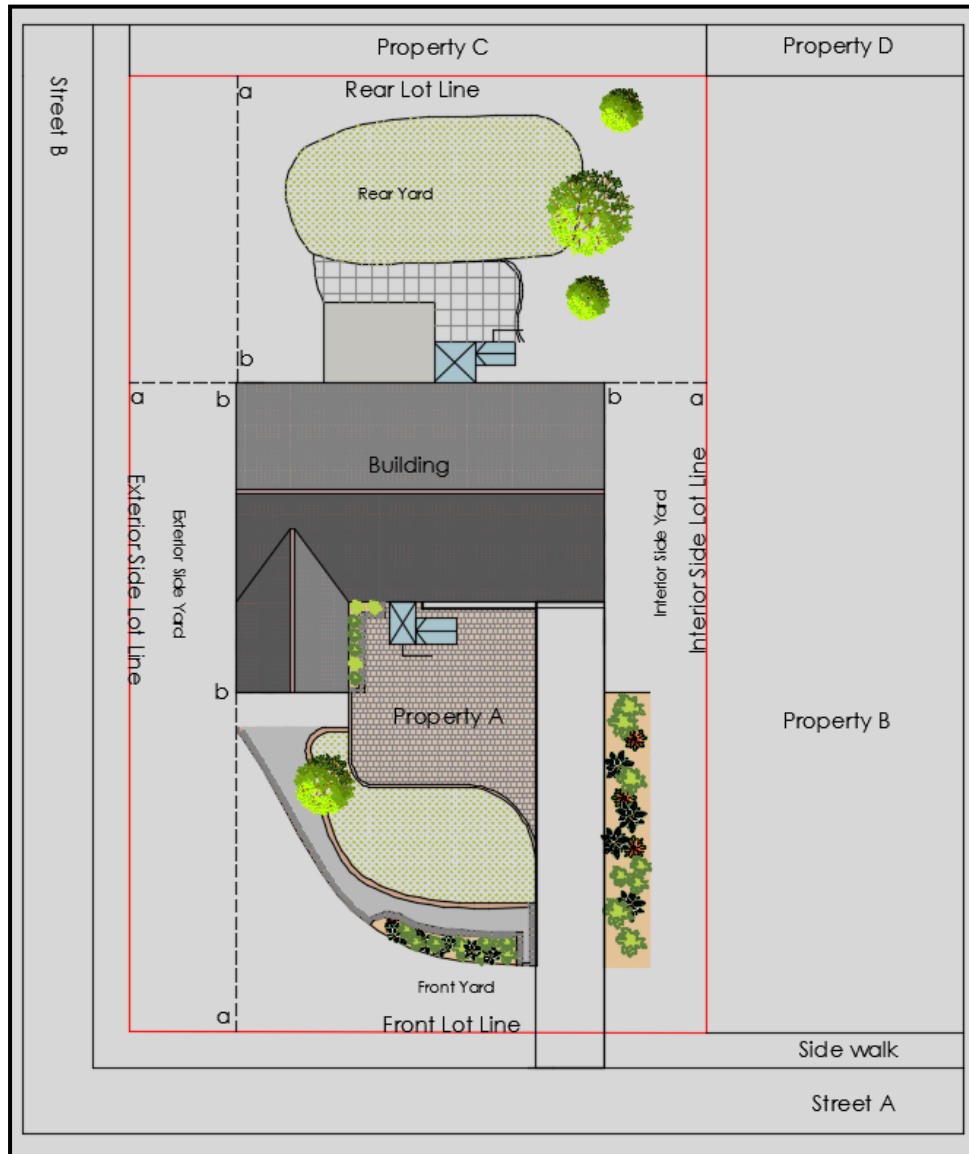 Property C
Property D
Street B
a
Rear Lot Line
Rear Yard
b
a
b
b
a
Building
Exterior Side Lot Line
Exterior Side Yard
Interior Side Yard
Interior Side Lot Line
b
Property A
Property B
Front Yard
a
Front Lot Line
Side walk
Street A